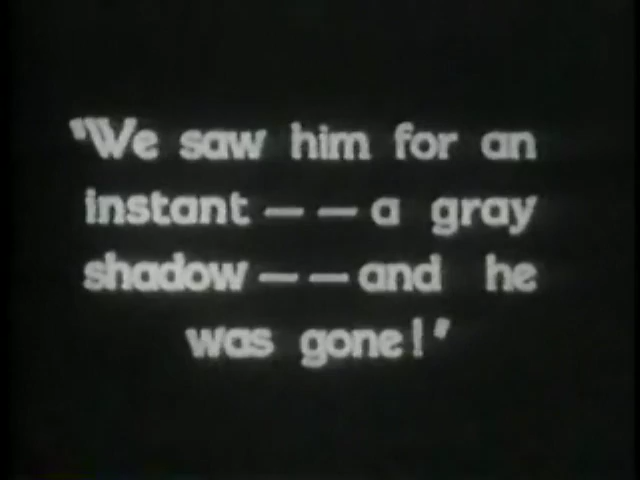 "We saw him for an
instant — — a gray
shadow — — and he
was gone!"